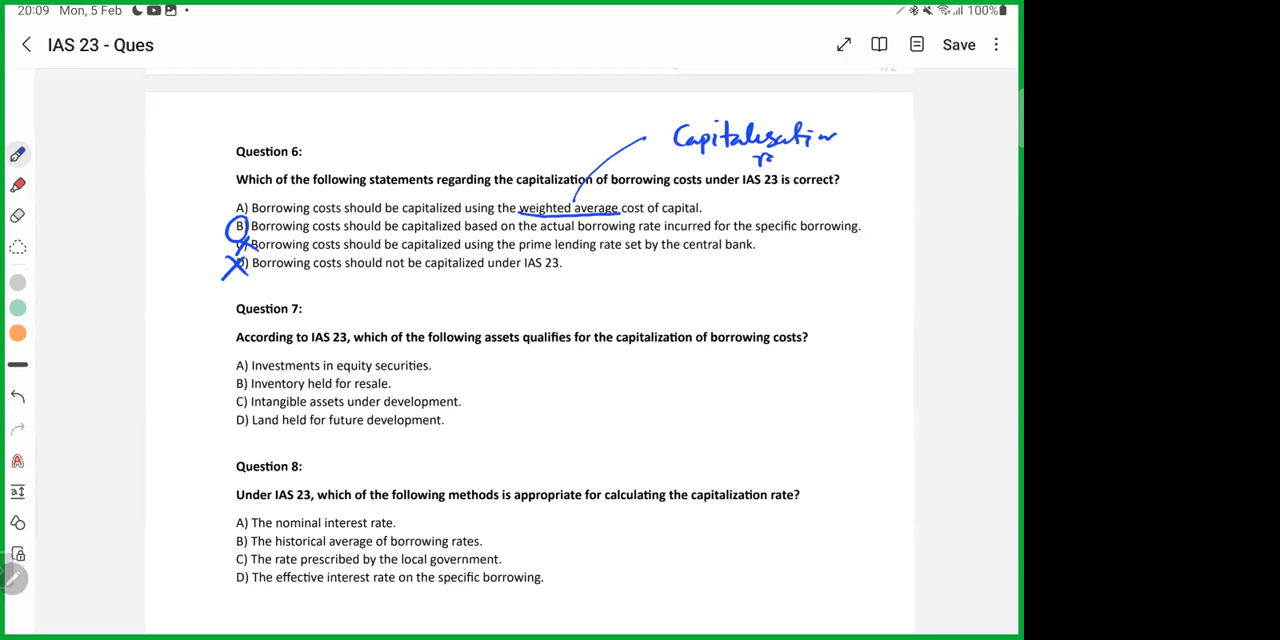 20:09 Mon, 5 Feb
100%
IAS 23 - Ques
Save
Capitalisation
Question 6:
Which of the following statements regarding the capitalization of borrowing costs under IAS 23 is correct?
A) Borrowing costs should be capitalized using the weighted average cost of capital.
B) Borrowing costs should be capitalized based on the actual borrowing rate incurred for the specific borrowing.
C) Borrowing costs should be capitalized using the prime lending rate set by the central bank.
D) Borrowing costs should not be capitalized under IAS 23.
Question 7:
According to IAS 23, which of the following assets qualifies for the capitalization of borrowing costs?
A) Investments in equity securities.
B) Inventory held for resale.
C) Intangible assets under development.
D) Land held for future development.
Question 8:
Under IAS 23, which of the following methods is appropriate for calculating the capitalization rate?
A) The nominal interest rate.
B) The historical average of borrowing rates.
C) The rate prescribed by the local government.
D) The effective interest rate on the specific borrowing.